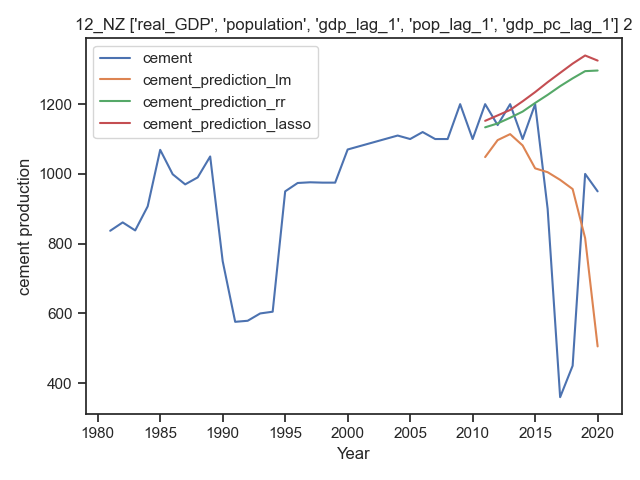 12_NZ ['real_GDP', 'population', 'gdp_lag_1', 'pop_lag_1', 'gdp_pc_lag_1'] 2
cement
cement_prediction_lm
cement_prediction_rr
cement_prediction_lasso
cement production
1200
1000
800
600
400
1980 1985 1990 1995 2000 2005 2010 2015 2020
Year